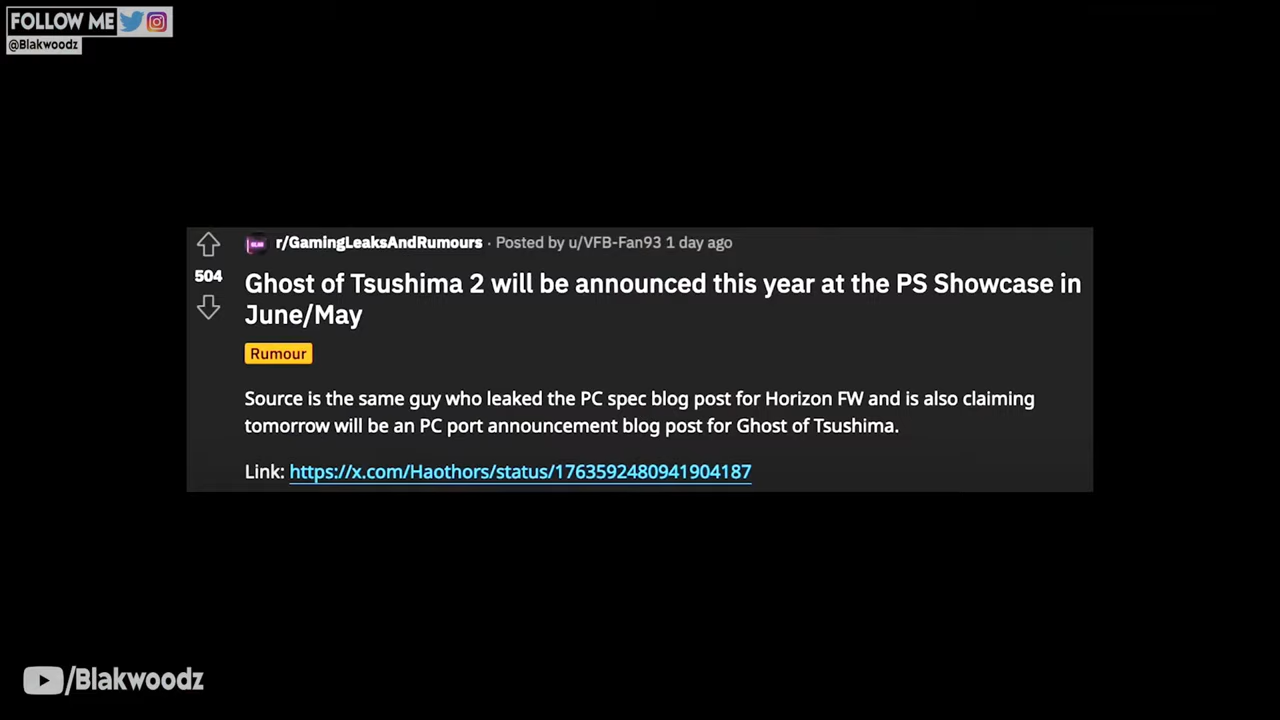 FOLLOW ME
@Blakwoodz
r/GamingLeaksAndRumours · Posted by u/VFB-Fan93 1 day ago
504
Ghost of Tsushima 2 will be announced this year at the PS Showcase in
June/May
Rumour
Source is the same guy who leaked the PC spec blog post for Horizon FW and is also claiming
tomorrow will be an PC port announcement blog post for Ghost of Tsushima.
Link: https://x.com/Haothors/status/1763592480941904187
/Blakwoodz